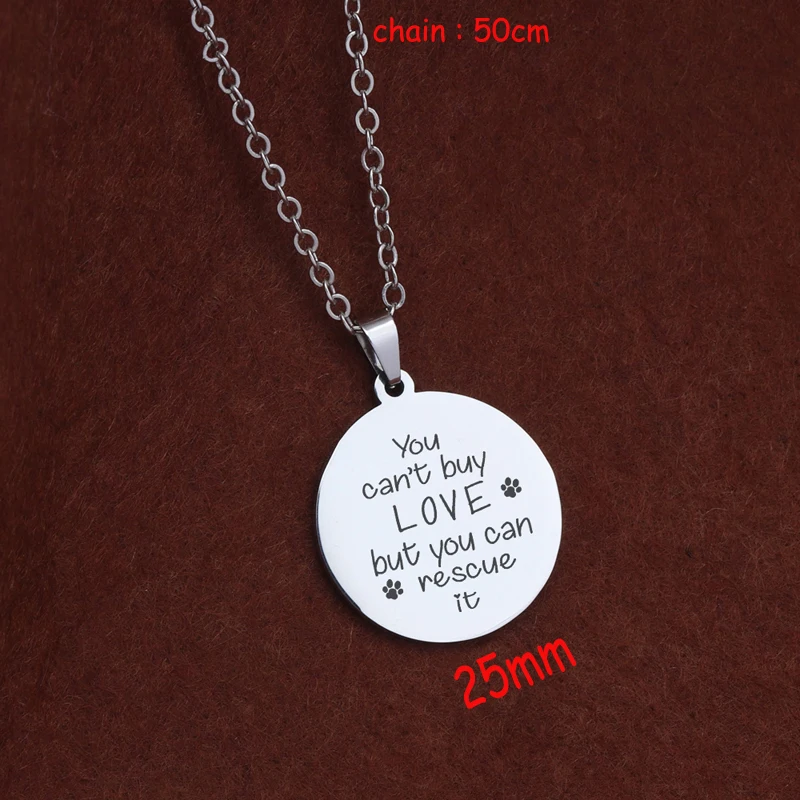 chain : 50cm
You
can't buy
LOVE
but you can
rescue
it
25mm